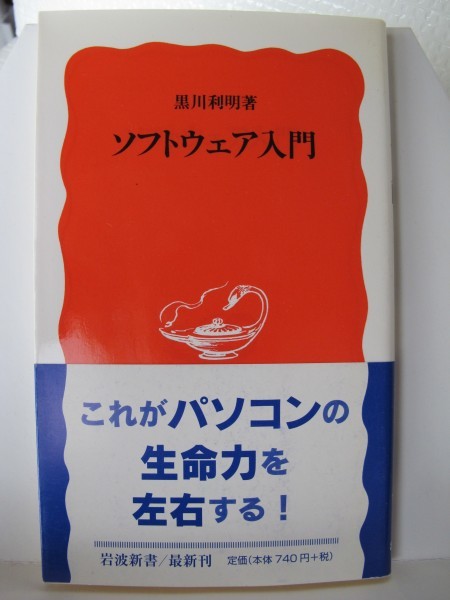 黒川利明著
ソフトウェア入門
これがパソコンの
生命力を
左右する!
岩波新書/最新刊 定価(本体740円+税)